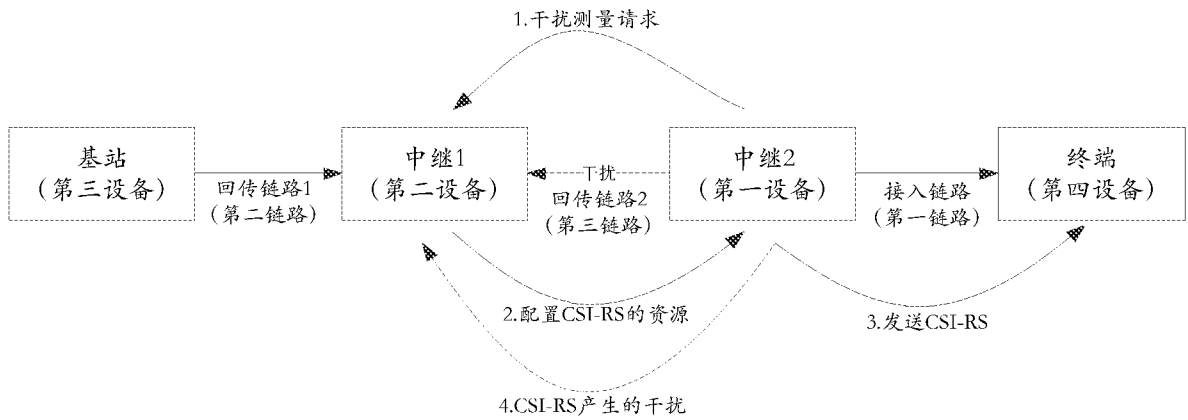 1.干扰测量请求
基站
(第三设备)
回传链路1
(第二链路)
中继1
(第二设备)
干扰
回传链路2
(第三链路)
中继2
(第一设备)
接入链路
(第一链路)
终端
(第四设备)
2.配置CSI-RS的资源
3.发送CSI-RS
4.CSI-RS产生的干扰